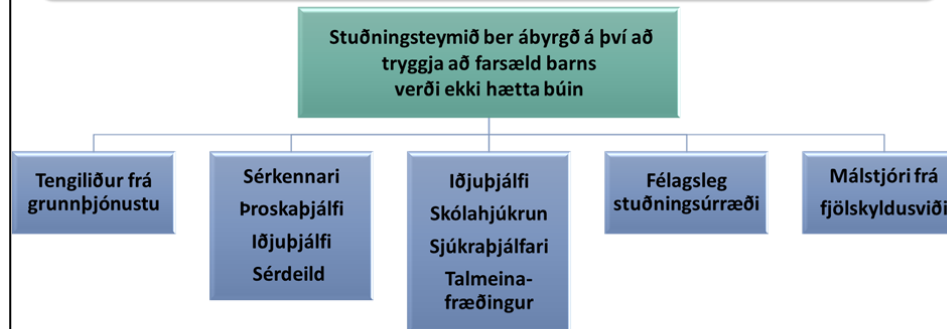 Stuðningsteymið ber ábyrgð á því að
tryggja að farsæld barns
verði ekki hætta búin
Tengiliður frá
grunnþjónustu
Sérkennari
Þroskaþjálfi
Iðjuþjálfi
Sérdeild
Iðjuþjálfi
Skólahjúkrun
Sjúkraþjálfari
Talmeina-
fræðingur
Félagsleg
stuðningsúrræði
Málstjóri frá
fjölskyldusviði